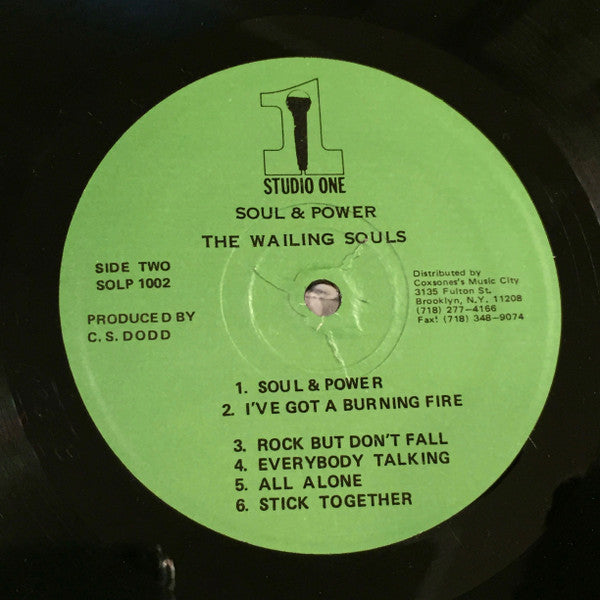 1
STUDIO ONE
SOUL & POWER
THE WAILING SOULS
SIDE TWO
SOLP 1002
PRODUCED BY
C. S. DODD
Distributed by
Coxsones's Music City
3135 Fulton St.
Brooklyn, N.Y. 11208
(718) 277-4166
Fax: (718) 348-9074
1. SOUL & POWER
2. I'VE GOT A BURNING FIRE
3. ROCK BUT DON'T FALL
4. EVERYBODY TALKING
5. ALL ALONE
6. STICK TOGETHER